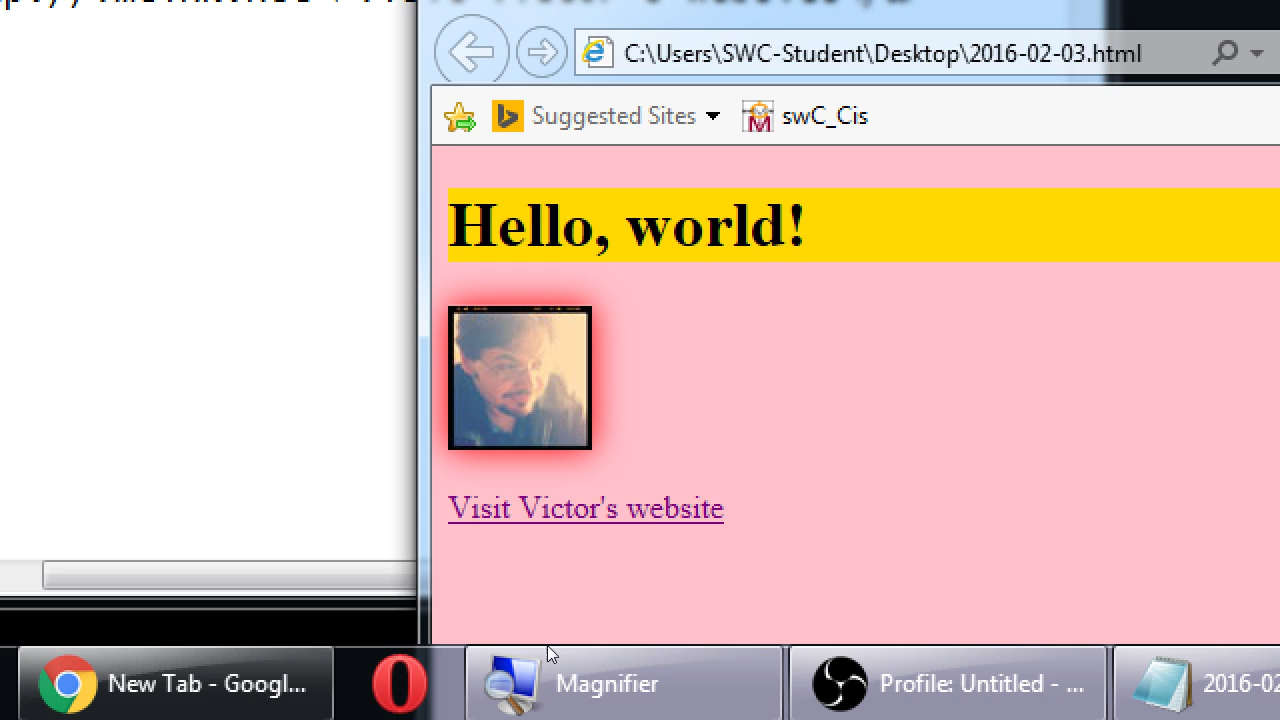 C:\Users\SWC-Student\Desktop\2016-02-03.html
Suggested Sites
swC_Cis
Hello, world!
Visit Victor's website
New Tab - Googl...
Magnifier
Profile: Untitled - ...
2016-02